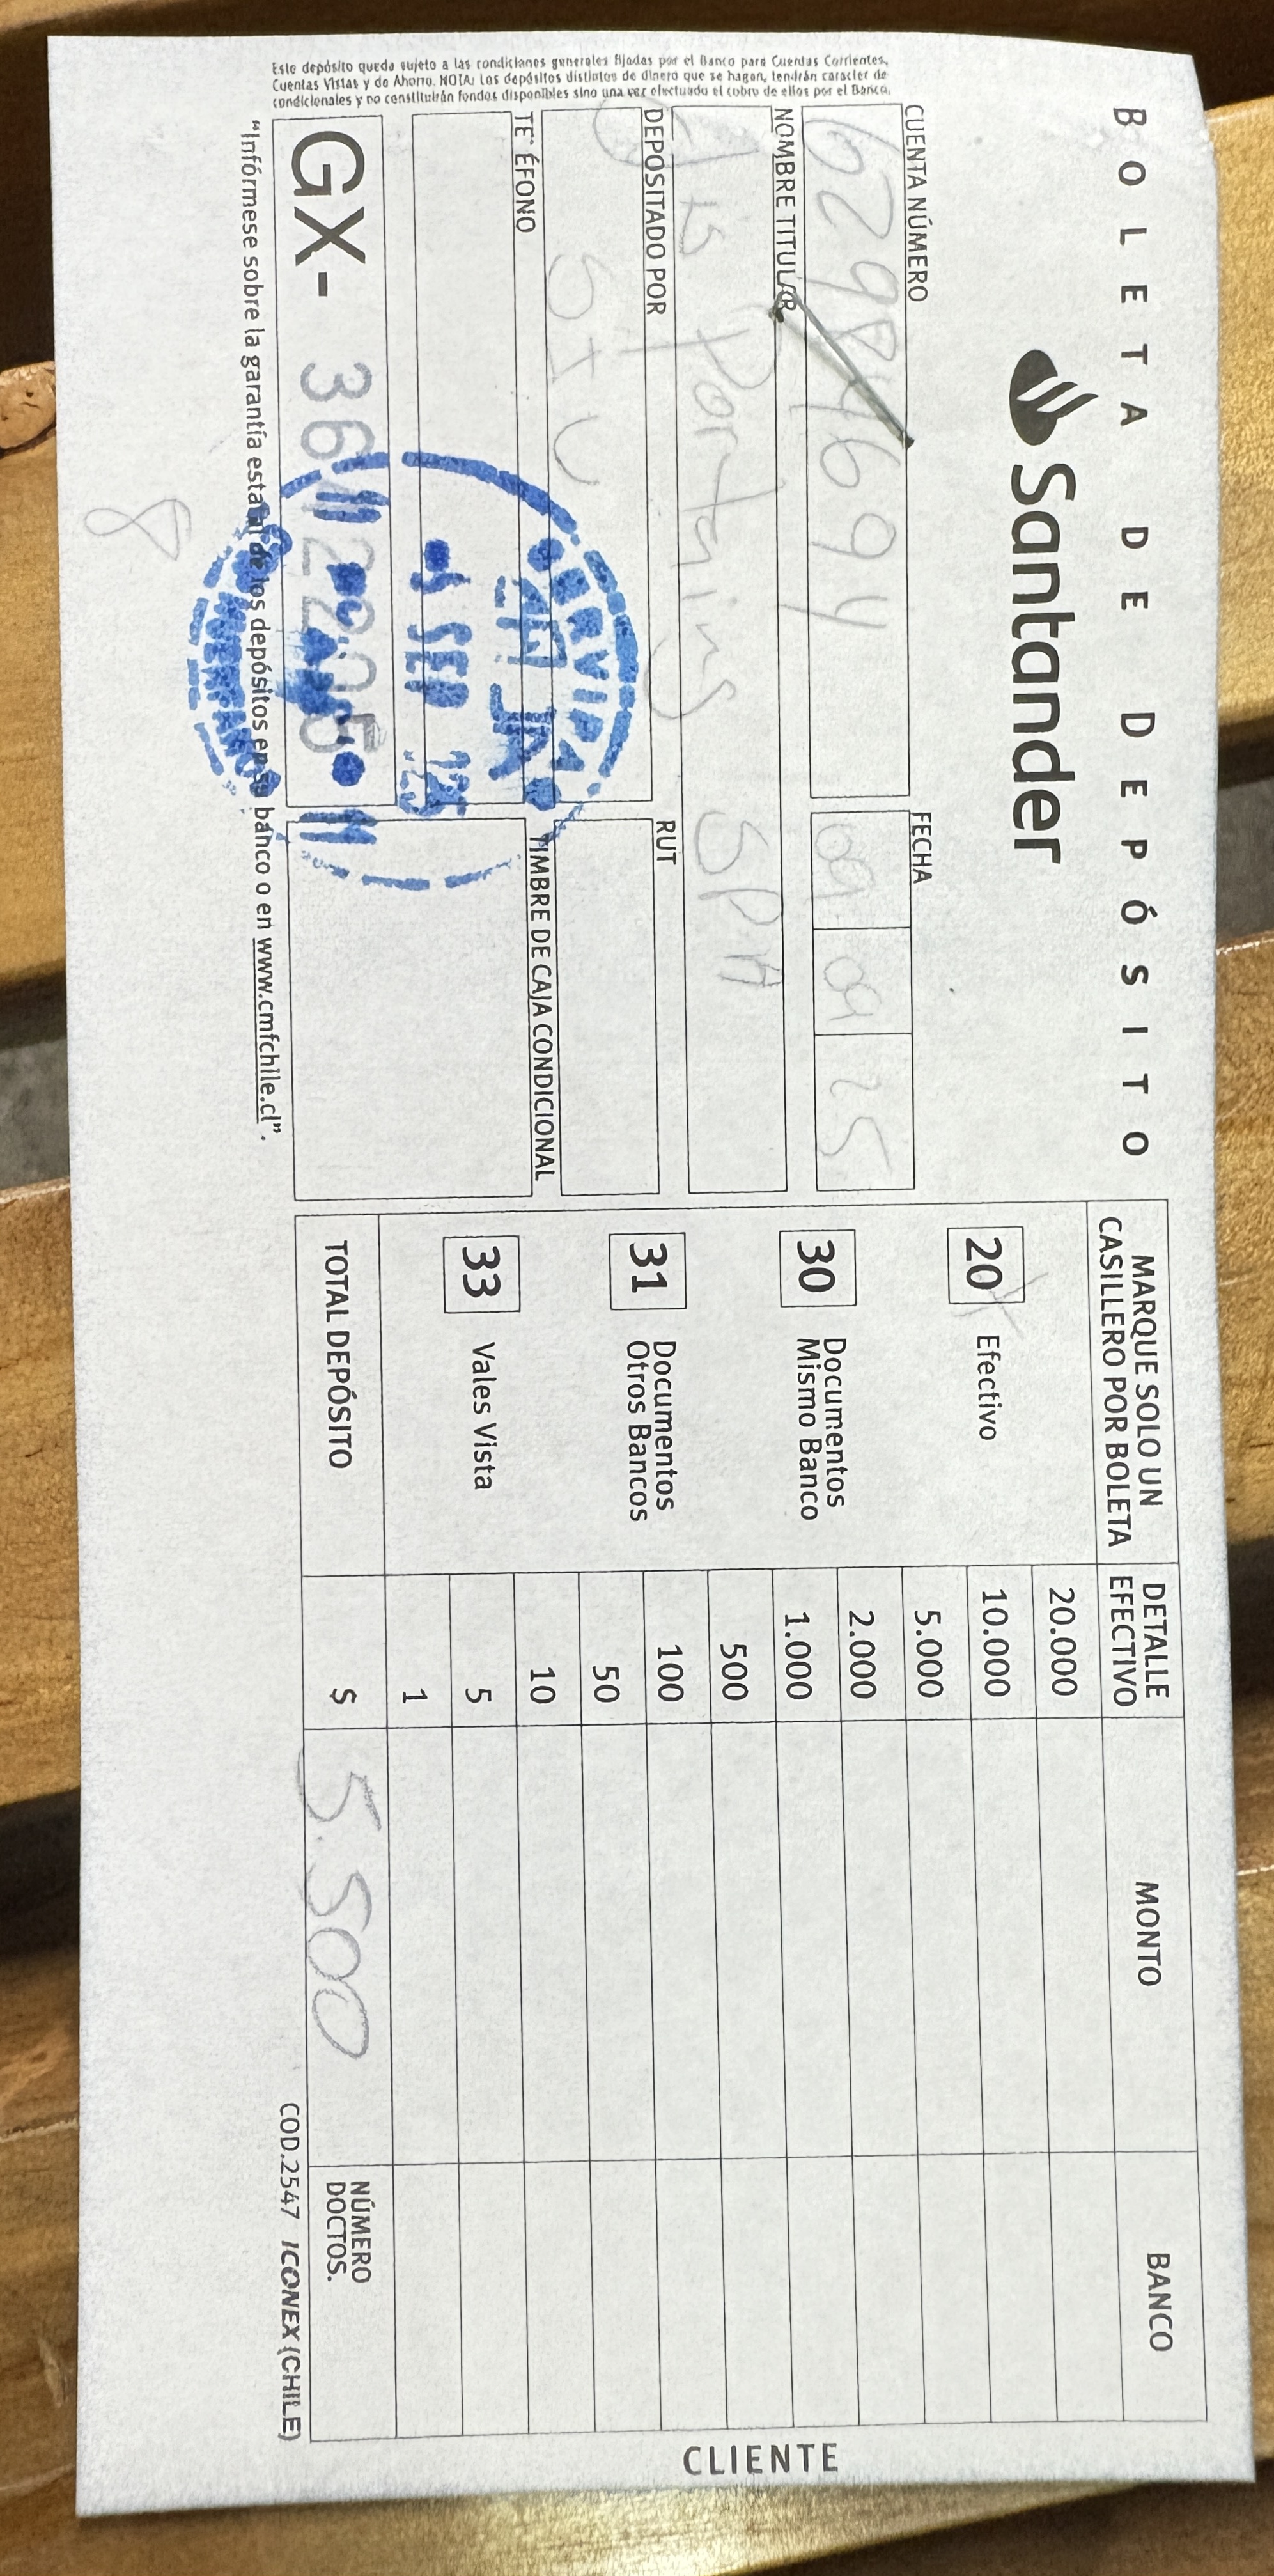 BOLETA DE DEPÓSITO
Santander
CUENTA NÚMERO
FECHA
09 09 25
NOMBRE TITULAR
SPA
DEPOSITADO POR
RUT
TE ÉFONO
TIMBRE DE CAJA CONDICIONAL
GX-
SEP
Este depósito queda sujeto a las condiciones generales fijadas por el Banco para Cuentas Corrientes,
Cuentas Vistas y de Ahorro. NOTA: Los depósitos distintos de dinero que se hagan, tendrán caracter de
condicionales y no constituirán fondos disponibles sino una vez efectuado el cobro de ellos por el Banco.
"Infórmese sobre la garantía estatal de los depósitos en su banco o en www.cmfchile.cl".
8
MARQUE SOLO UN
CASILLERO POR BOLETA
DETALLE
EFECTIVO
MONTO
BANCO
20 Efectivo
30 Documentos
Mismo Banco
31 Documentos
Otros Bancos
33 Vales Vista
20.000
10.000
5.000
2.000
1.000
500
100
50
10
5
1
TOTAL DEPÓSITO
$
5.500
NÚMERO
DOCTOS.
COD.2547 ICONEX (CHILE)
CLIENTE